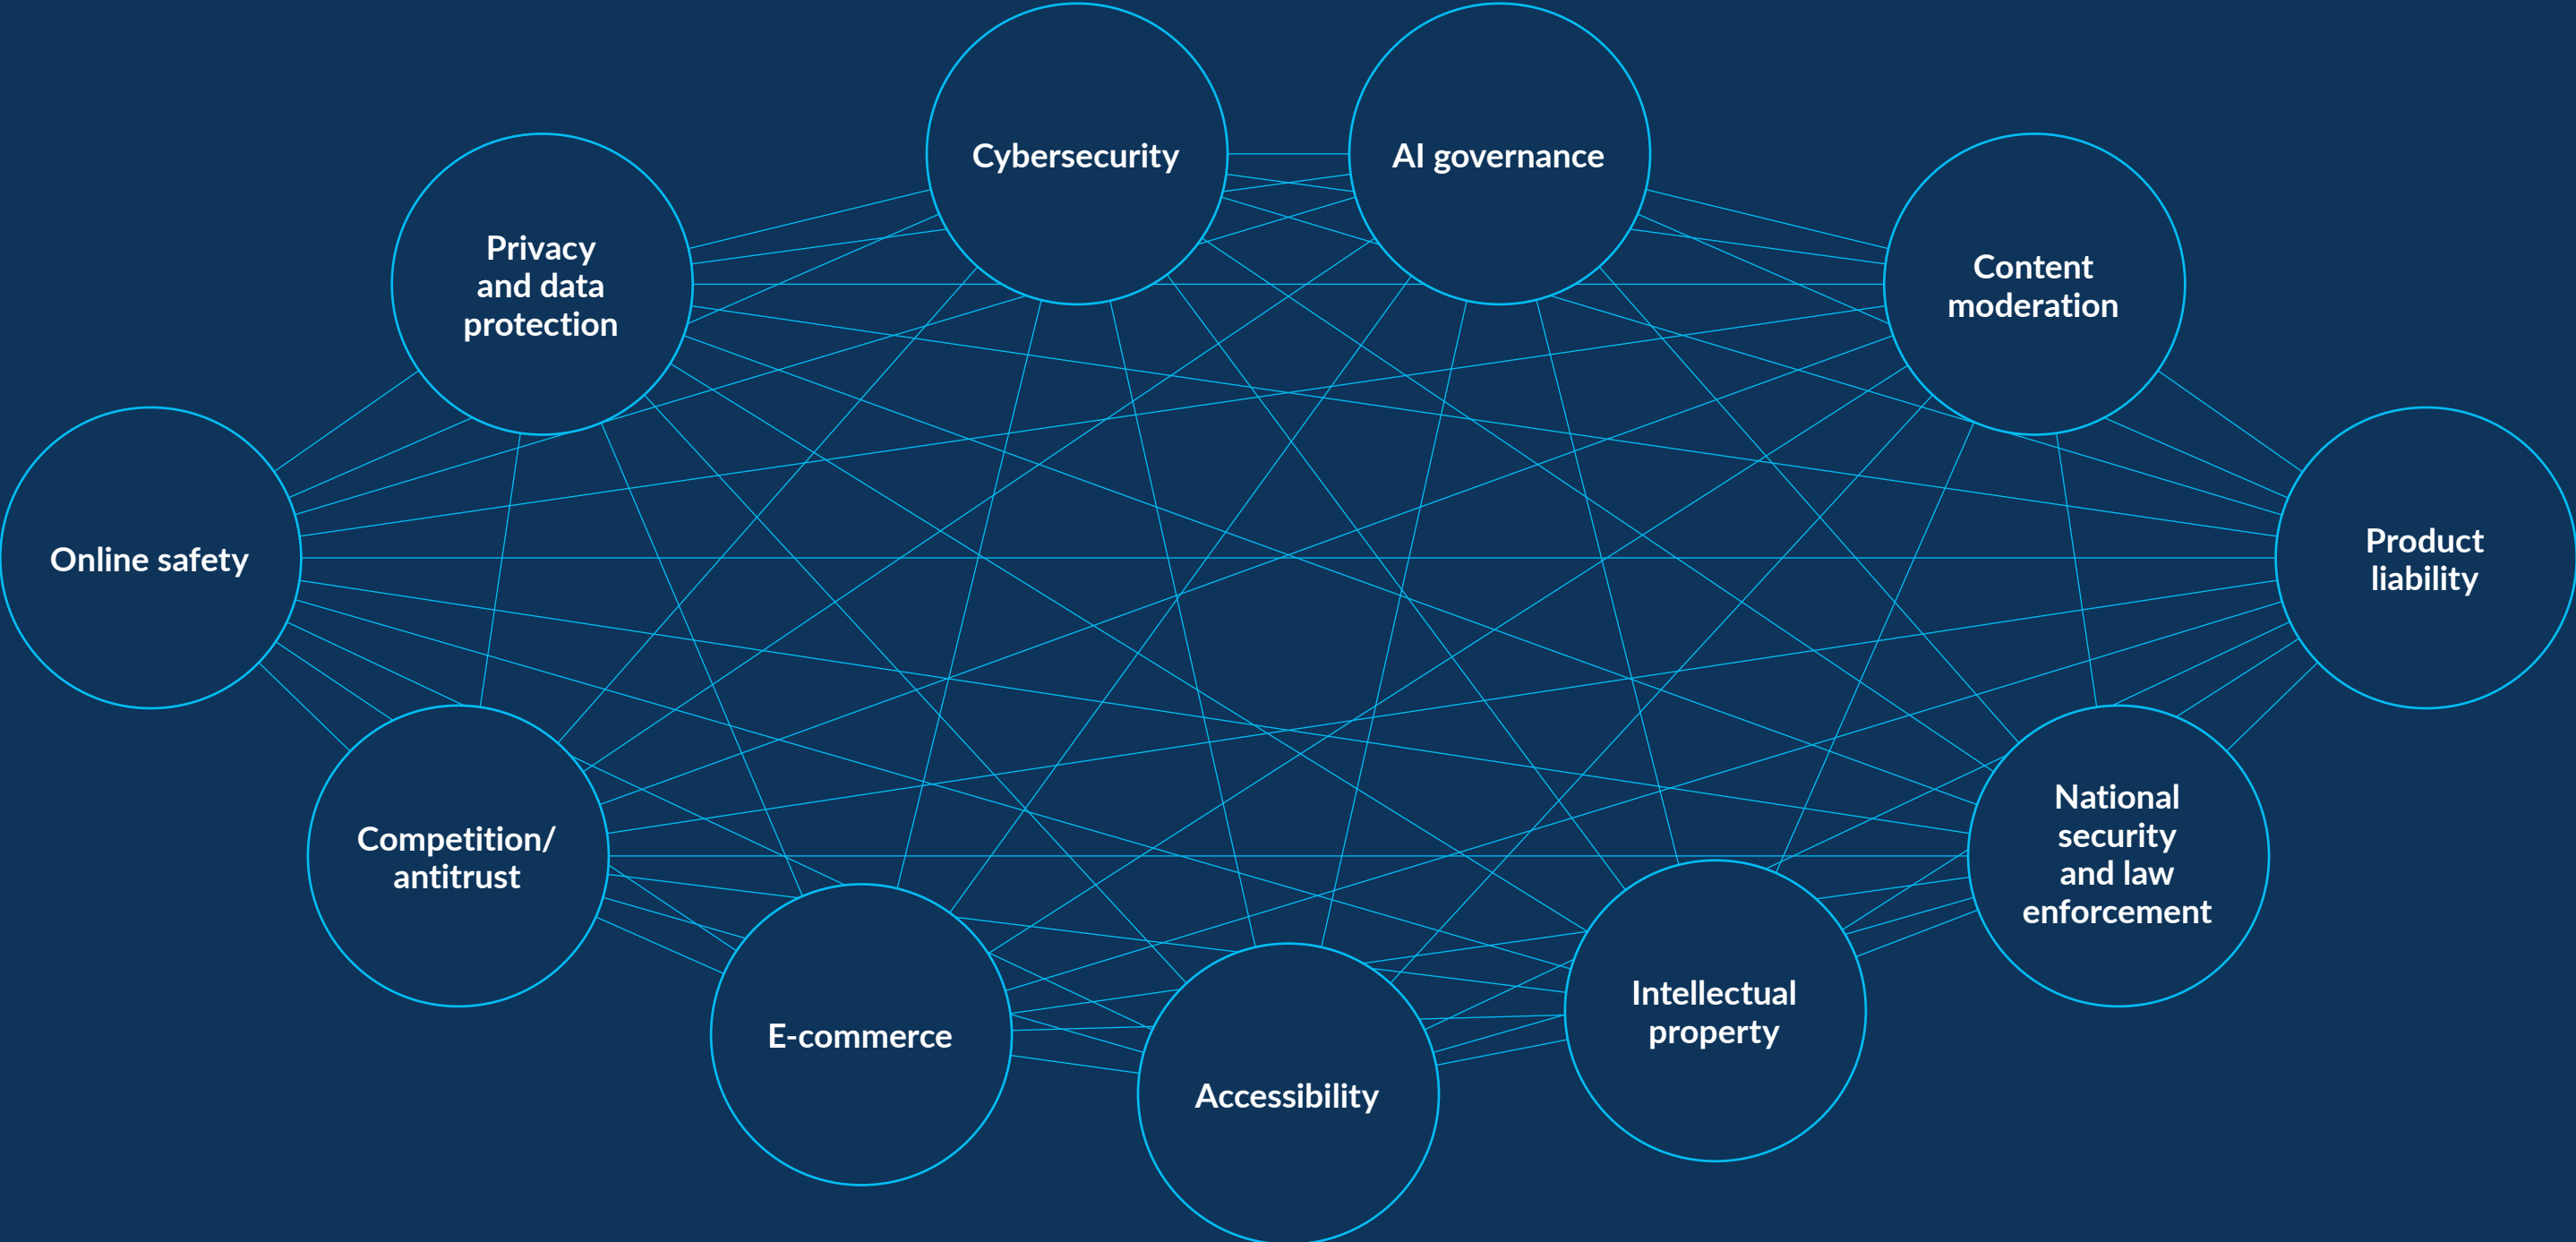 Cybersecurity
AI governance
Privacy
and data
protection
Content
moderation
Online safety
Product
liability
Competition/
antitrust
National
security
and law
enforcement
E-commerce
Intellectual
property
Accessibility